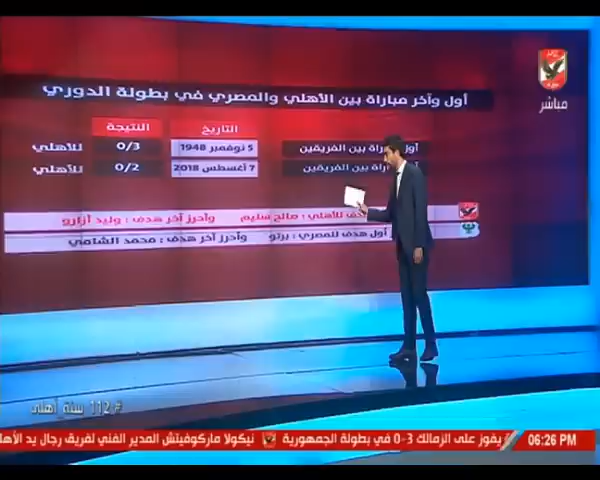 أول وآخر مباراة بين الأهلي والمصري في بطولة الدوري
مباشر
التاريخ النتيجة
أول مباراة بين الفريقين 5 نوفمبر 1948 0/3 للأهلي
بين الفريقين 7 أغسطس 2018 0/2 للأهلي
هدف للأهلي : صالح سليم وأحرز آخر هدف : وليد أزارو
أول هدف للمصري : برتو وأحرز آخر هدف : محمد الشامي
#112 سنة أهلي
يفوز على الزمالك 3-0 في بطولة الجمهورية نيكولا ماركوفيتش المدير الفني لفريق رجال يد الأها
06:26 PM